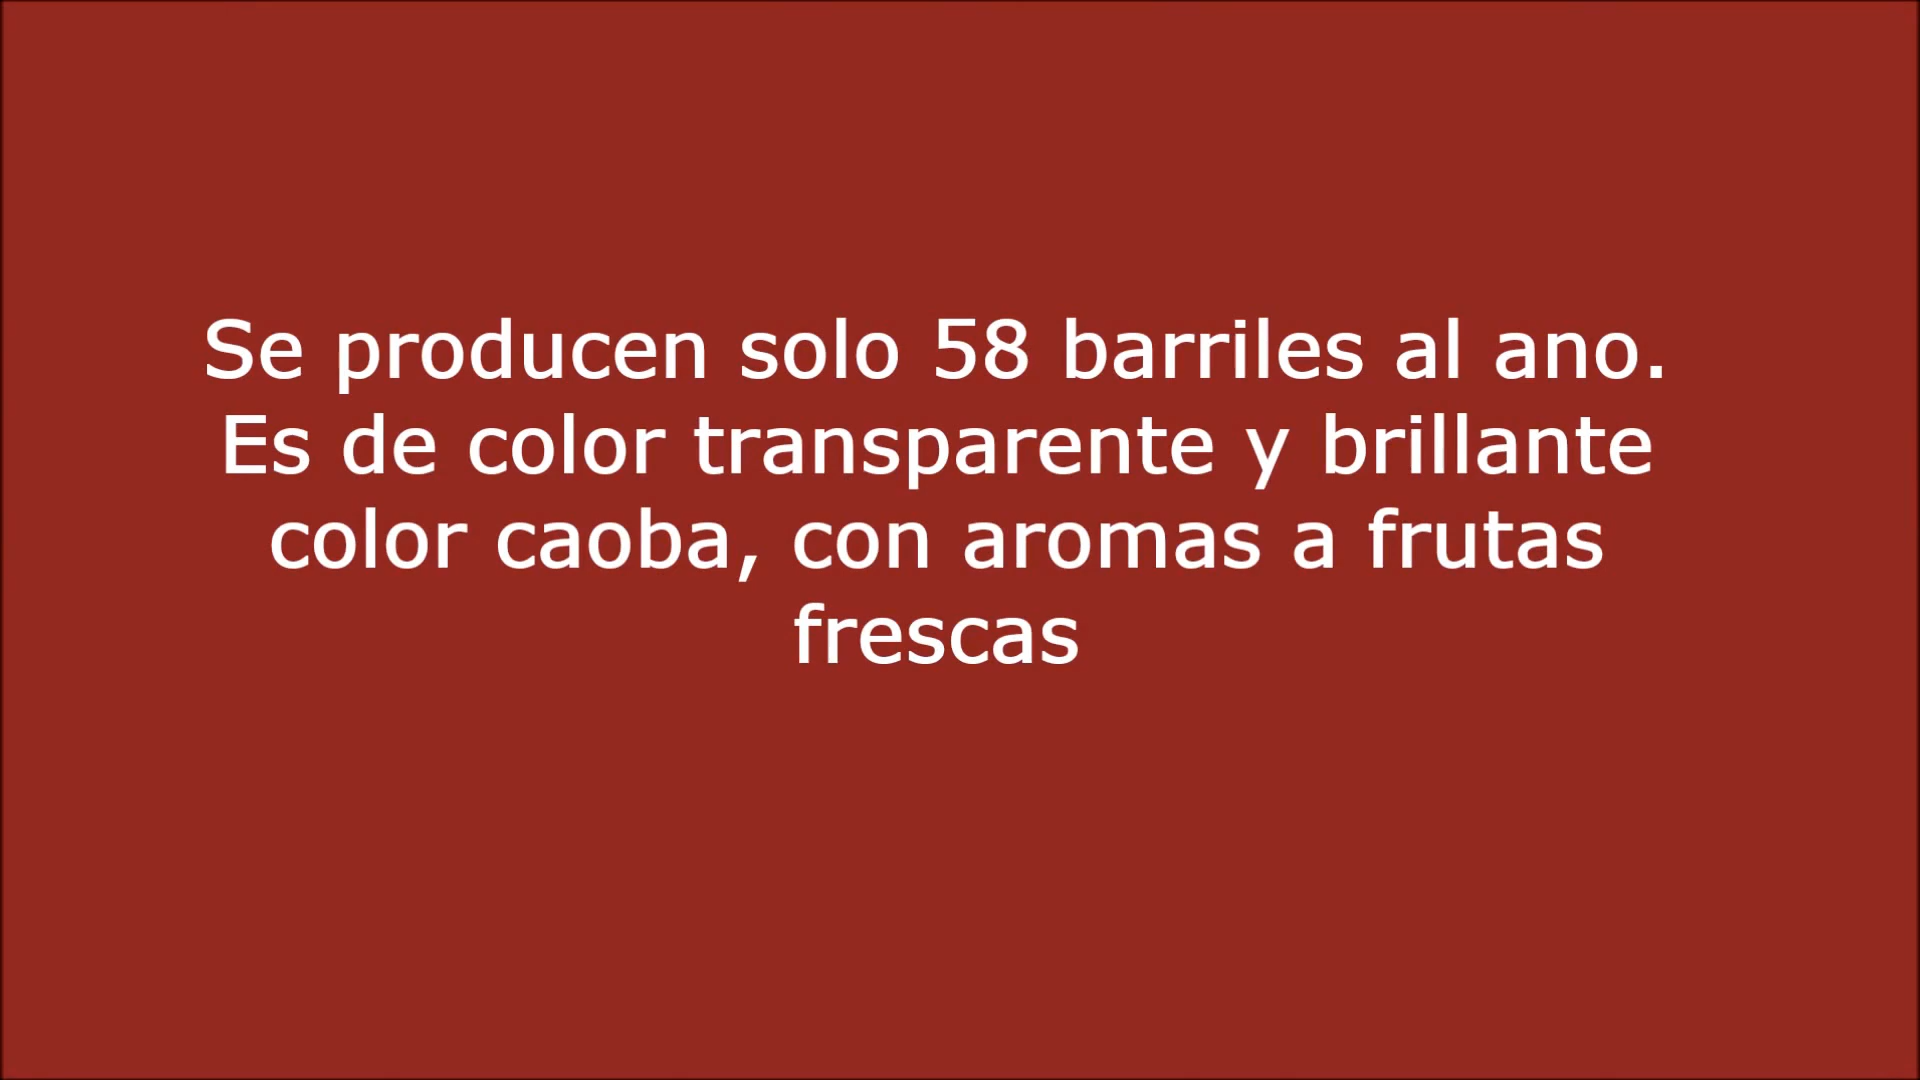 Se producen solo 58 barriles al ano.
Es de color transparente y brillante
color caoba, con aromas a frutas
frescas